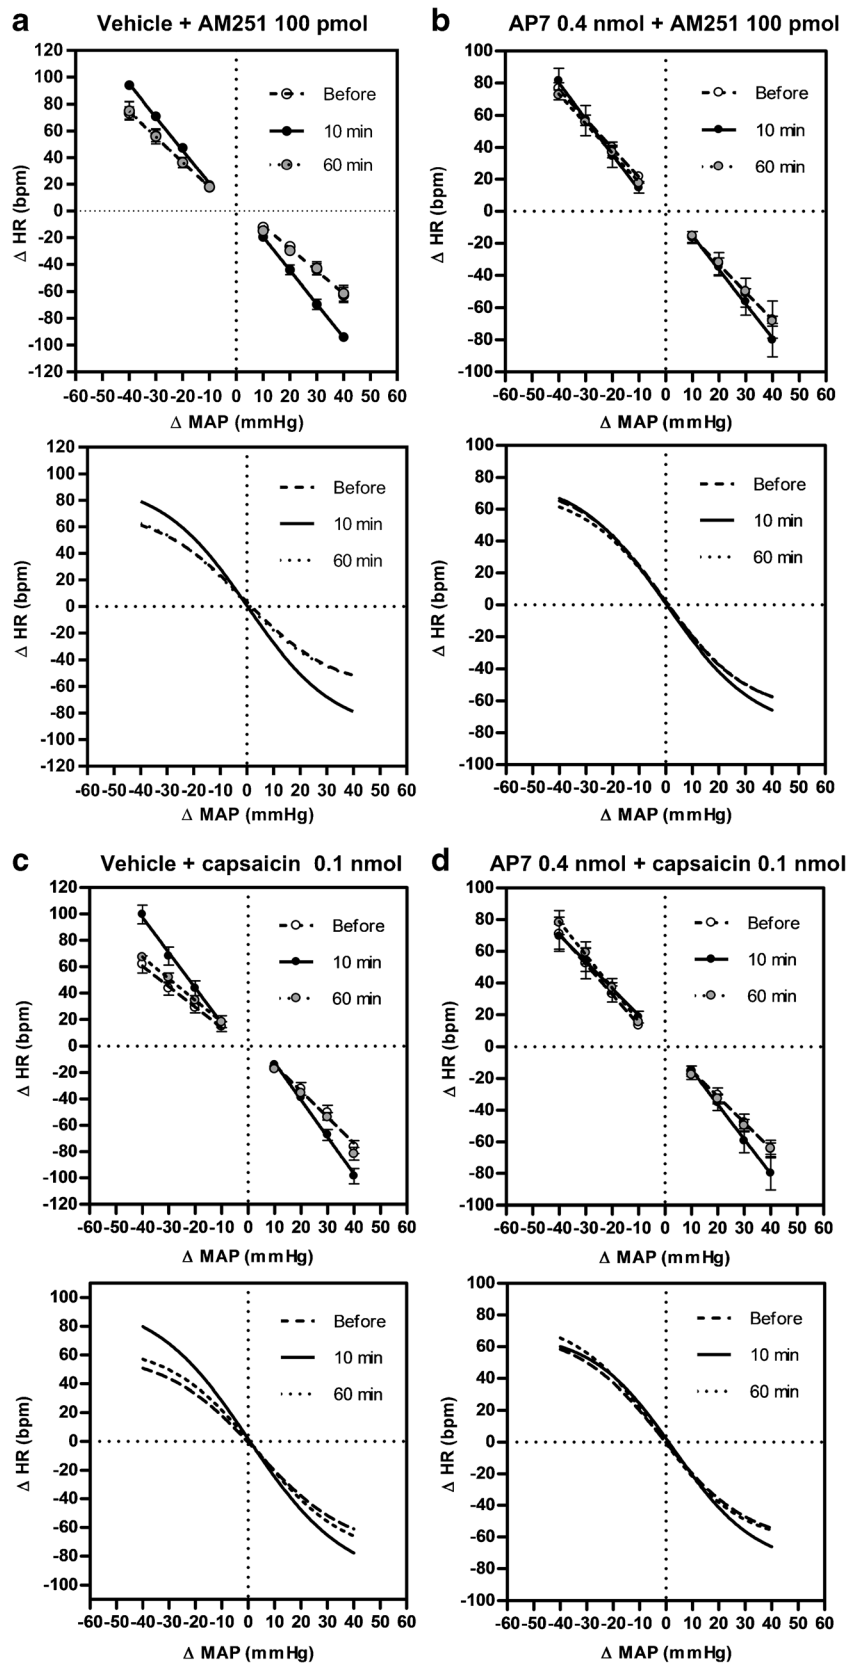 a Vehicle + AM251 100 pmol
120
100
80
60
40
20
0
-20
-40
-60
-80
-100
-120
Δ HR (bpm)
Before
10 min
60 min
-60 -50 -40 -30 -20 -10 0 10 20 30 40 50 60
Δ MAP (mmHg)
b AP7 0.4 nmol + AM251 100 pmol
100
80
60
40
20
0
-20
-40
-60
-80
-100
Δ HR (bpm)
Before
10 min
60 min
-60 -50 -40 -30 -20 -10 0 10 20 30 40 50 60
Δ MAP (mmHg)
120
100
80
60
40
20
0
-20
-40
-60
-80
-100
-120
Δ HR (bpm)
Before
10 min
60 min
-60 -50 -40 -30 -20 -10 0 10 20 30 40 50 60
Δ MAP (mmHg)
100
80
60
40
20
0
-20
-40
-60
-80
-100
Δ HR (bpm)
Before
10 min
60 min
-60 -50 -40 -30 -20 -10 0 10 20 30 40 50 60
Δ MAP (mmHg)
c Vehicle + capsaicin 0.1 nmol
120
100
80
60
40
20
0
-20
-40
-60
-80
-100
-120
Δ HR (bpm)
Before
10 min
60 min
-60 -50 -40 -30 -20 -10 0 10 20 30 40 50 60
Δ MAP (mmHg)
d AP7 0.4 nmol + capsaicin 0.1 nmol
100
80
60
40
20
0
-20
-40
-60
-80
-100
Δ HR (bpm)
Before
10 min
60 min
-60 -50 -40 -30 -20 -10 0 10 20 30 40 50 60
Δ MAP (mmHg)
100
80
60
40
20
0
-20
-40
-60
-80
-100
Δ HR (bpm)
Before
10 min
60 min
-60 -50 -40 -30 -20 -10 0 10 20 30 40 50 60
Δ MAP (mmHg)
100
80
60
40
20
0
-20
-40
-60
-80
-100
Δ HR (bpm)
Before
10 min
60 min
-60 -50 -40 -30 -20 -10 0 10 20 30 40 50 60
Δ MAP (mmHg)